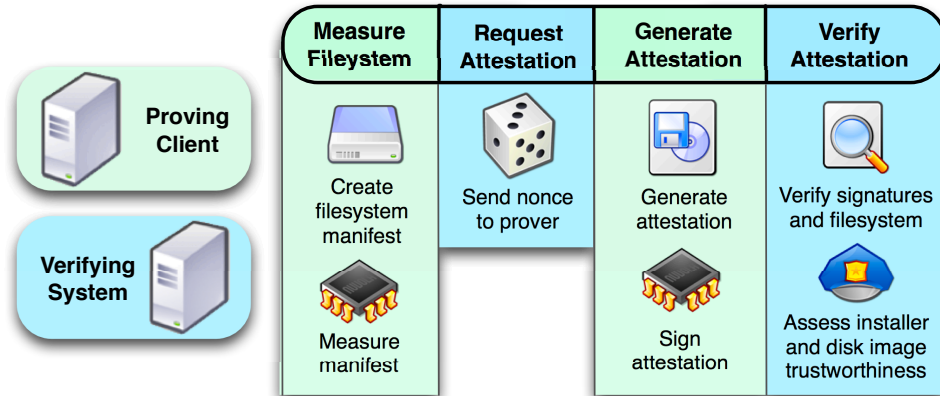 Proving
Client
Verifying
System
Measure
Fileystem
Create
filesystem
manifest
Measure
manifest
Request
Attestation
Send nonce
to prover
Generate
Attestation
Generate
attestation
Sign
attestation
Verify
Attestation
Verify signatures
and filesystem
Assess installer
and disk image
trustworthiness